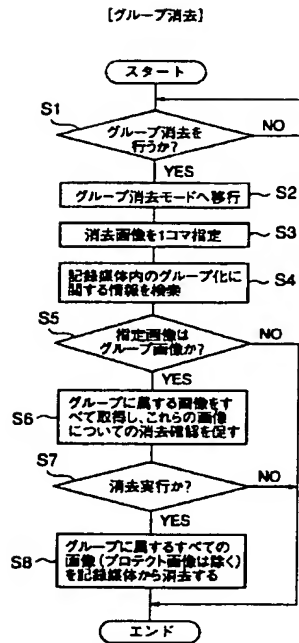 [グループ消去]
スタート
S1
グループ消去を
行うか?
NO
YES
グループ消去モードへ移行
S2
消去画像を1コマ指定
S3
記録媒体内のグループ化に
関する情報を検索
S4
S5
指定画像は
グループ画像か?
NO
YES
S6
グループに属する画像をす
べて取得し、これらの画像
についての消去確認を促す
S7
消去実行か?
NO
YES
S8
グループに属するすべての
画像(プロテクト画像は除く)
を記録媒体から消去する
エンド